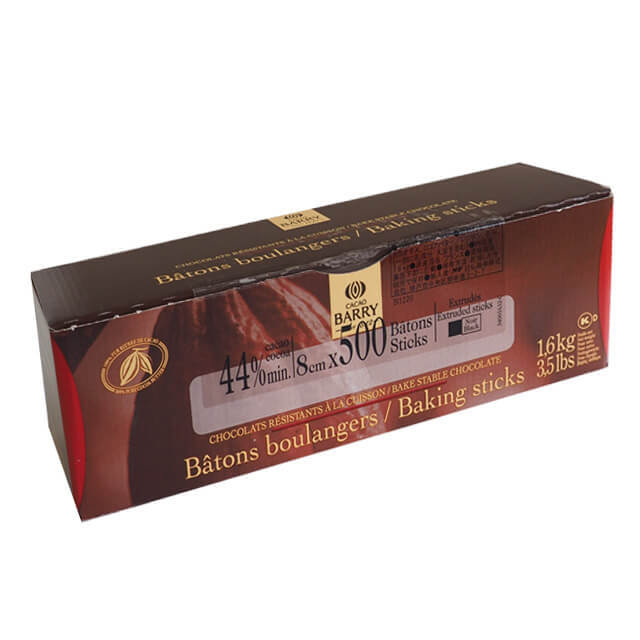 BARRY
CHOCOLATS RÉSISTANTS À LA CUISSON / BAKE STABLE CHOCOLATE
Bâtons boulangers / Baking sticks
CACAO
BARRY
44% min.
cacao
cocoa
8cm x 500 Bâtons
Sticks
Extrudés
Extruded sticks
Noir
Black
1,6kg
3.5lbs
K D
CHOCOLATS RÉSISTANTS À LA CUISSON / BAKE STABLE CHOCOLATE
Bâtons boulangers / Baking sticks